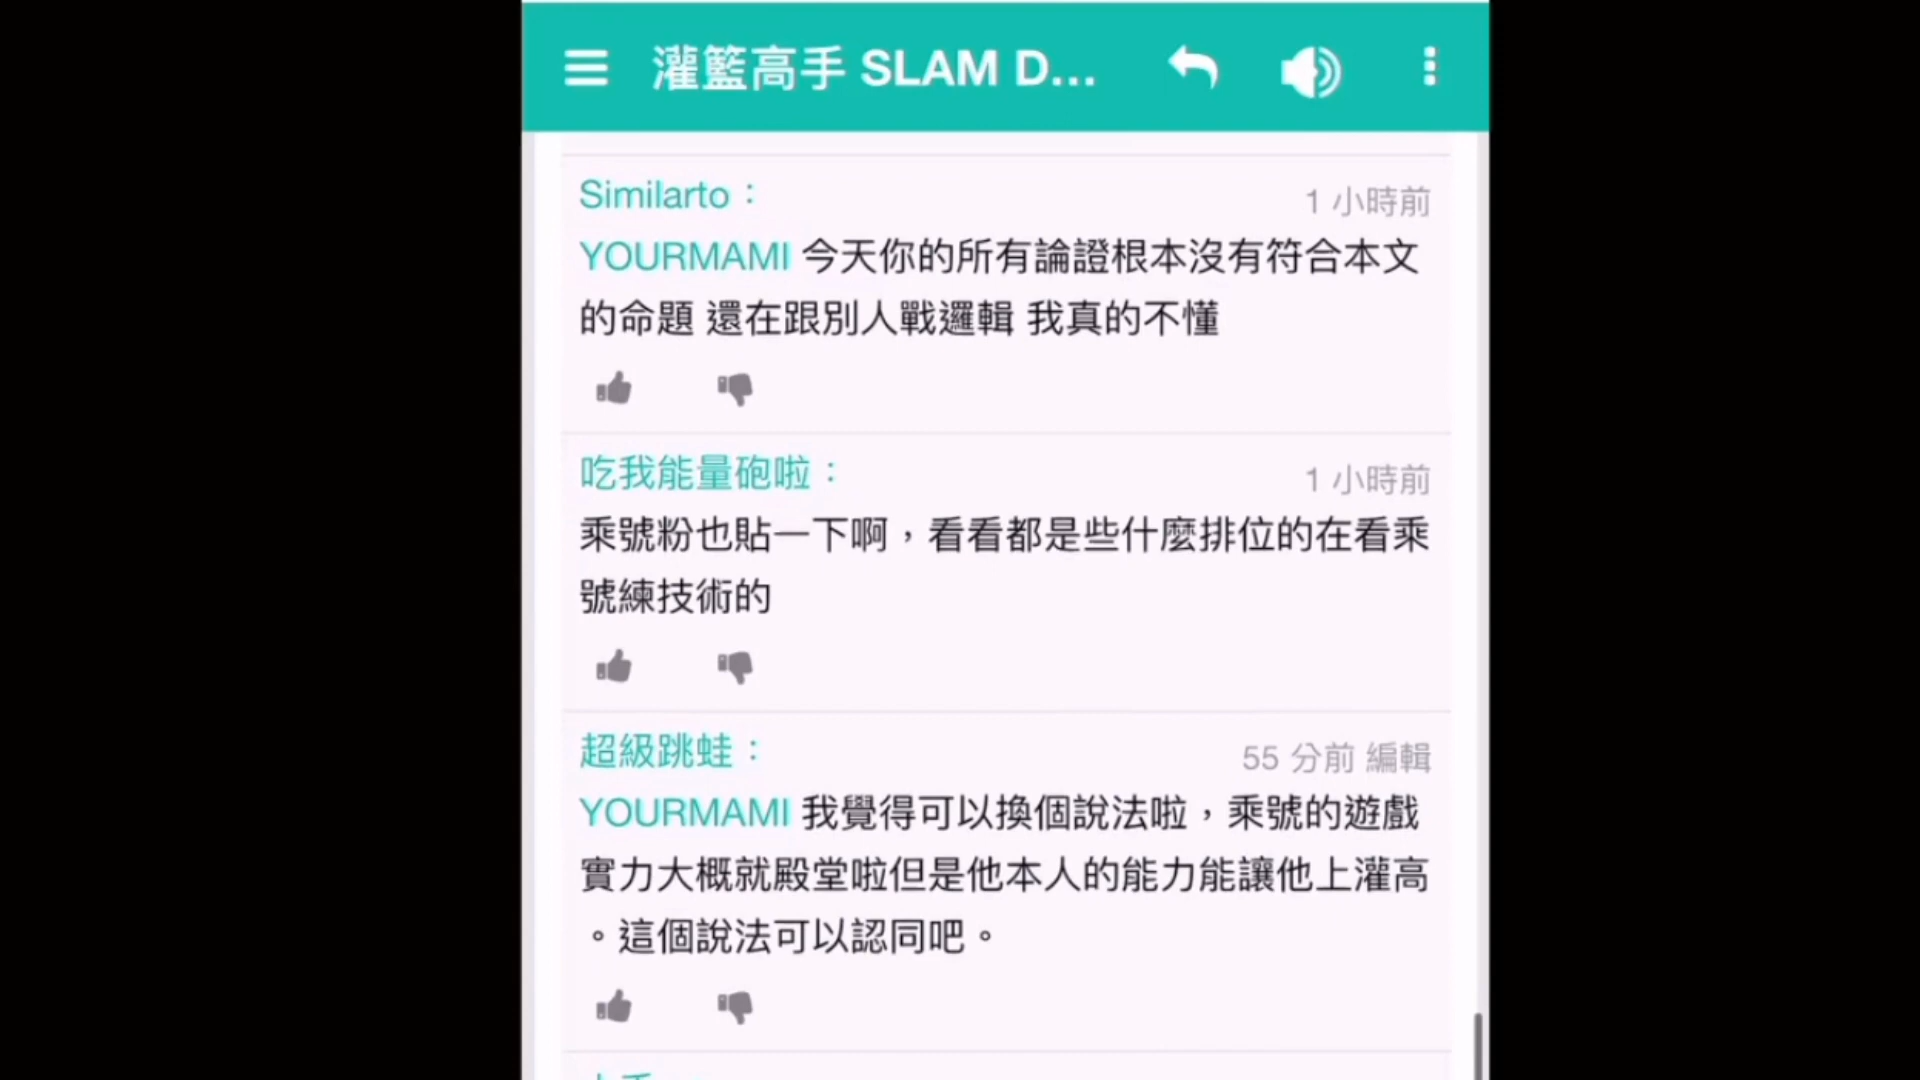 灌籃高手 SLAM D...
Similarto：
1 小時前
YOURMAMI 今天你的所有論證根本沒有符合本文
的命題 還在跟別人戰邏輯 我真的不懂
吃我能量砲啦：
1 小時前
乘號粉也貼一下啊，看看都是些什麼排位的在看乘
號練技術的
超級跳蛙：
55 分前 編輯
YOURMAMI 我覺得可以換個說法啦，乘號的遊戲
實力大概就殿堂啦但是他本人的能力能讓他上灌高
。這個說法可以認同吧。